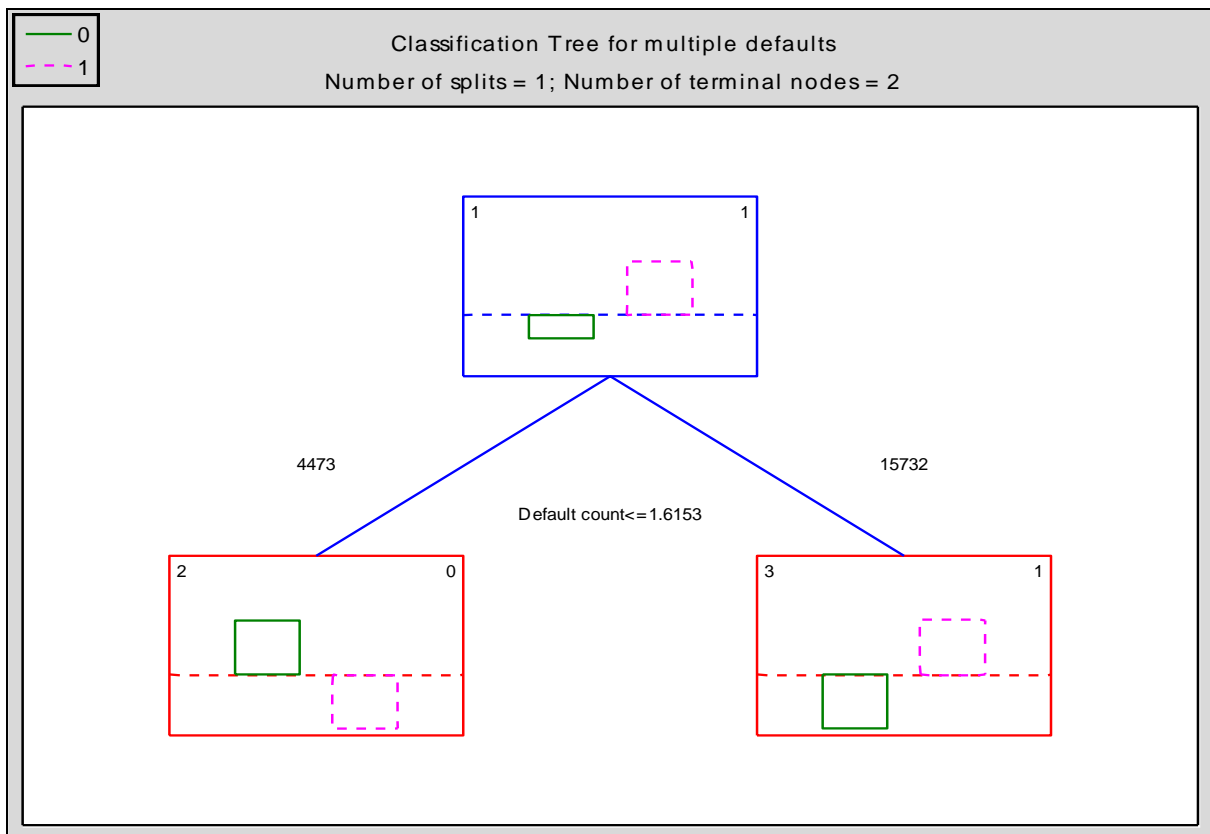 0
1
Classification Tree for multiple defaults
Number of splits = 1; Number of terminal nodes = 2
1 1
4473 15732
Default count<=1.6153
2 0 3 1